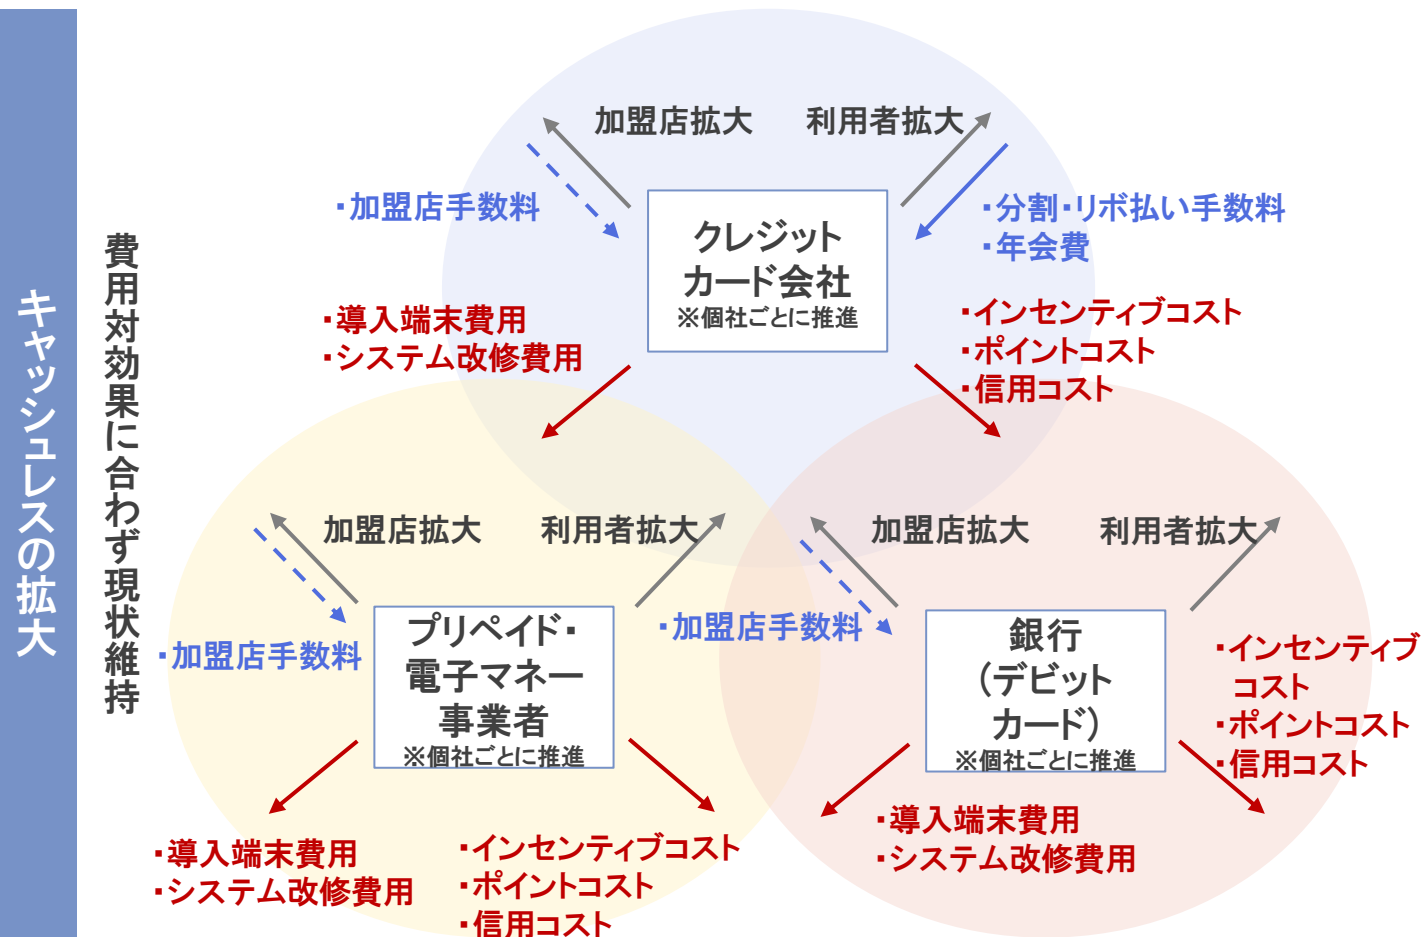 キャッシュレスの拡大
費用対効果に合わず現状維持
加盟店拡大
利用者拡大
・加盟店手数料
・分割・リボ払い手数料
・年会費
クレジット
カード会社
※個社ごとに推進
・導入端末費用
・システム改修費用
・インセンティブコスト
・ポイントコスト
・信用コスト
加盟店拡大
利用者拡大
・加盟店手数料
プリペイド・
電子マネー
事業者
※個社ごとに推進
・導入端末費用
・システム改修費用
・インセンティブコスト
・ポイントコスト
・信用コスト
加盟店拡大
利用者拡大
・加盟店手数料
銀行
（デビット
カード）
※個社ごとに推進
・導入端末費用
・システム改修費用
・インセンティブ
コスト
・ポイントコスト
・信用コスト